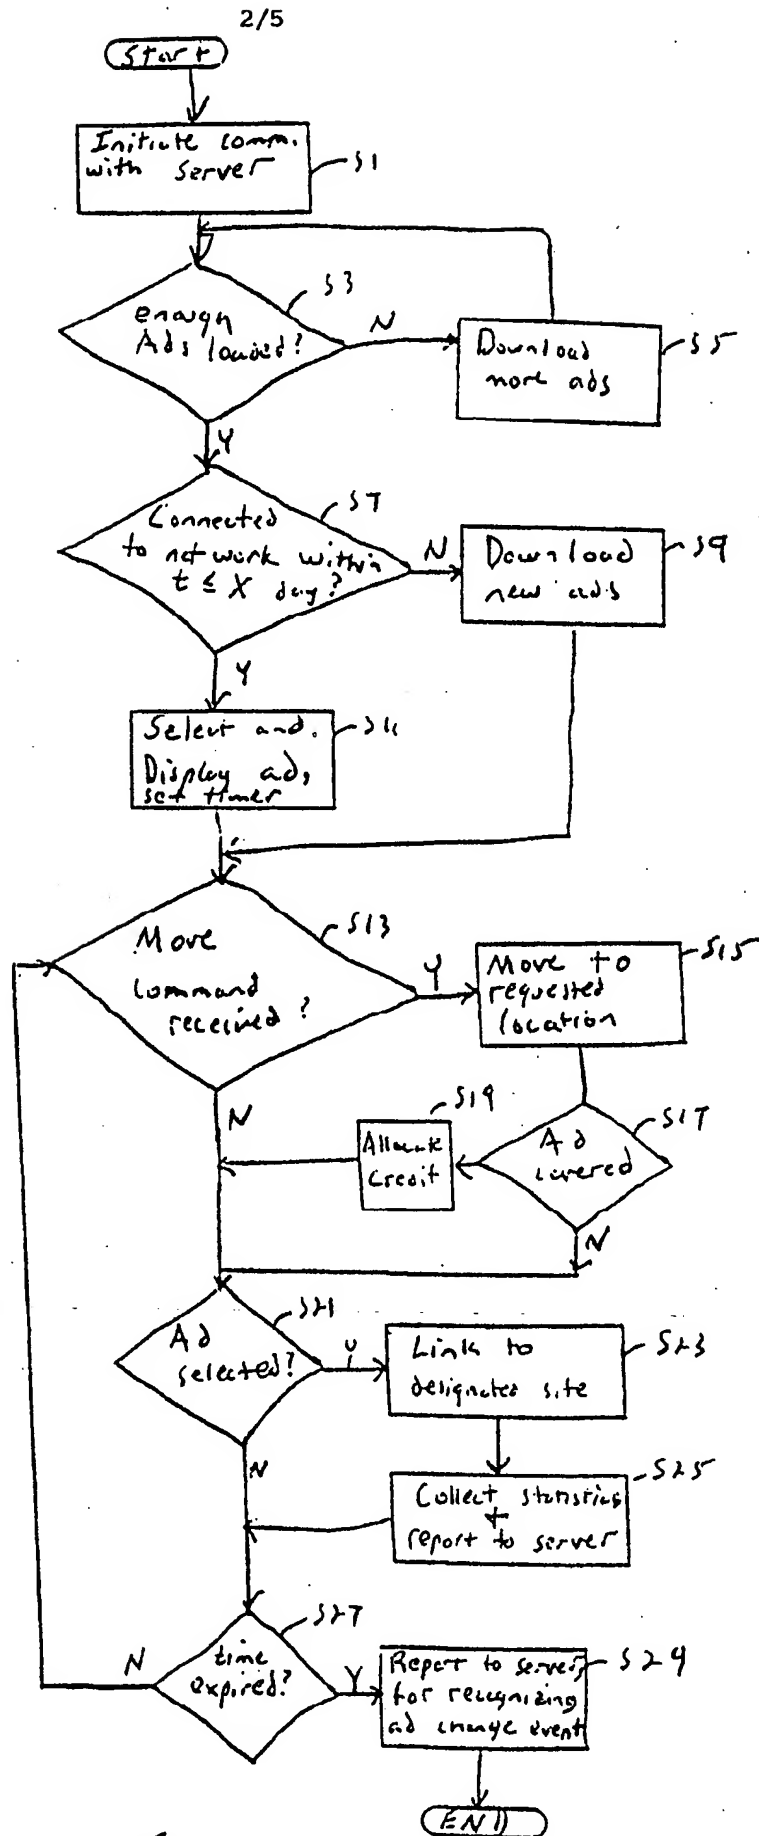 2/5
Start
Initiate comm.
with server
S1
S3
enough
Ads loaded?
N
Download
more ads
S5
Y
S7
Connected
to network within
t ≤ X day?
N
Download
new ads
S9
Y
Select and
Display ad,
set timer
S11
S13
Move
command
received?
Y
Move to
requested
location
S15
N
S19
Allocate
Credit
S17
Ad
covered
N
S21
Ad
selected?
Link to
designated site
S23
N
Collect statistics
+
report to server
S25
S27
time
expired?
N
Y
Report to server
for recognizing
ad change event
S29
END